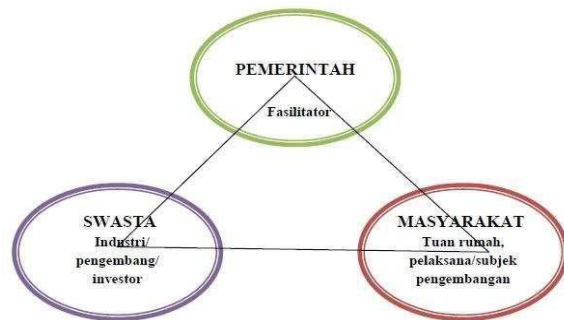 PEMERINTAH
Fasilitator
SWASTA
Industri/
pengembang/
investor
MASYARAKAT
Tuan rumah,
pelaksana/subjek
pengembangan